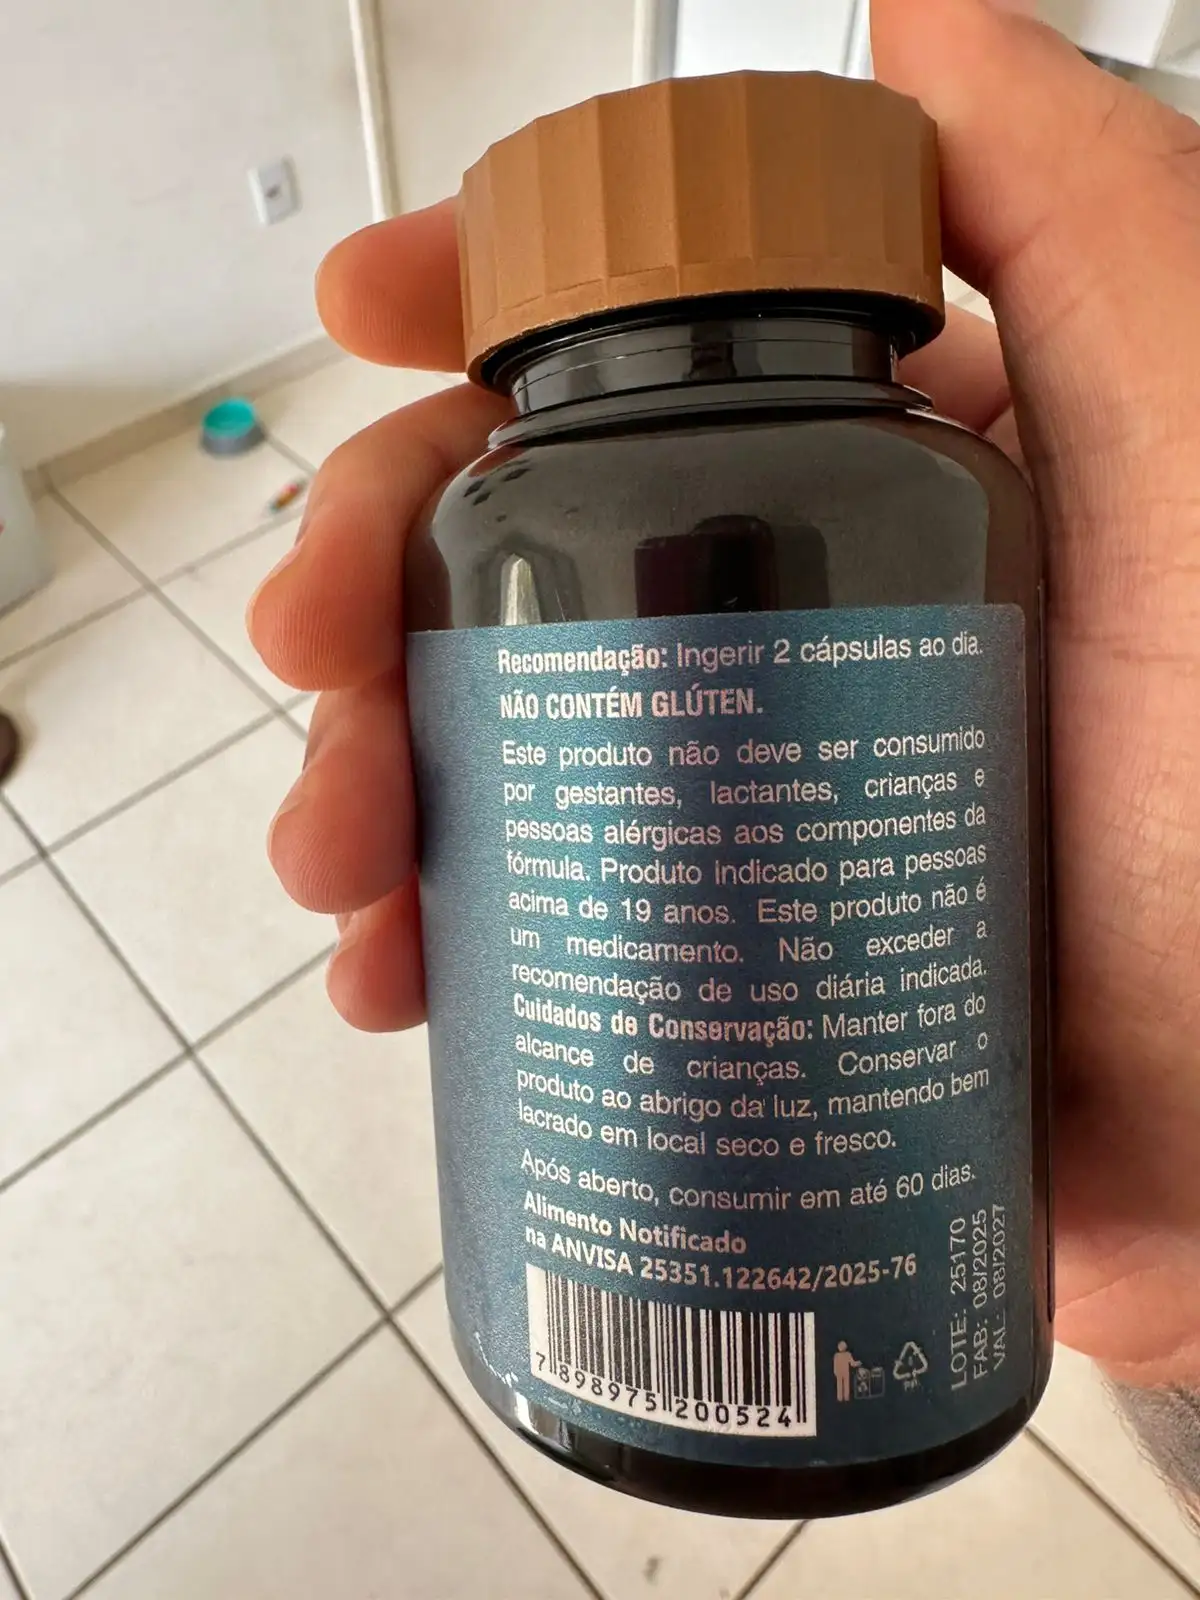 Recomendação: Ingerir 2 cápsulas ao dia.
NÃO CONTÉM GLÚTEN.
Este produto não deve ser consumido
por gestantes, lactantes, crianças e
pessoas alérgicas aos componentes da
fórmula. Produto indicado para pessoas
acima de 19 anos. Este produto não é
um medicamento. Não exceder a
recomendação de uso diário indicada.
Cuidados de Conservação: Manter fora do
alcance de crianças. Conservar o
produto ao abrigo da luz, mantendo bem
lacrado em local seco e fresco.
Após aberto, consumir em até 60 dias.
Alimento Notificado
na ANVISA 25351.122642/2025-76
7 898975 200524
LOTE: 25170
FAB: 08/2025
VAL: 08/2027